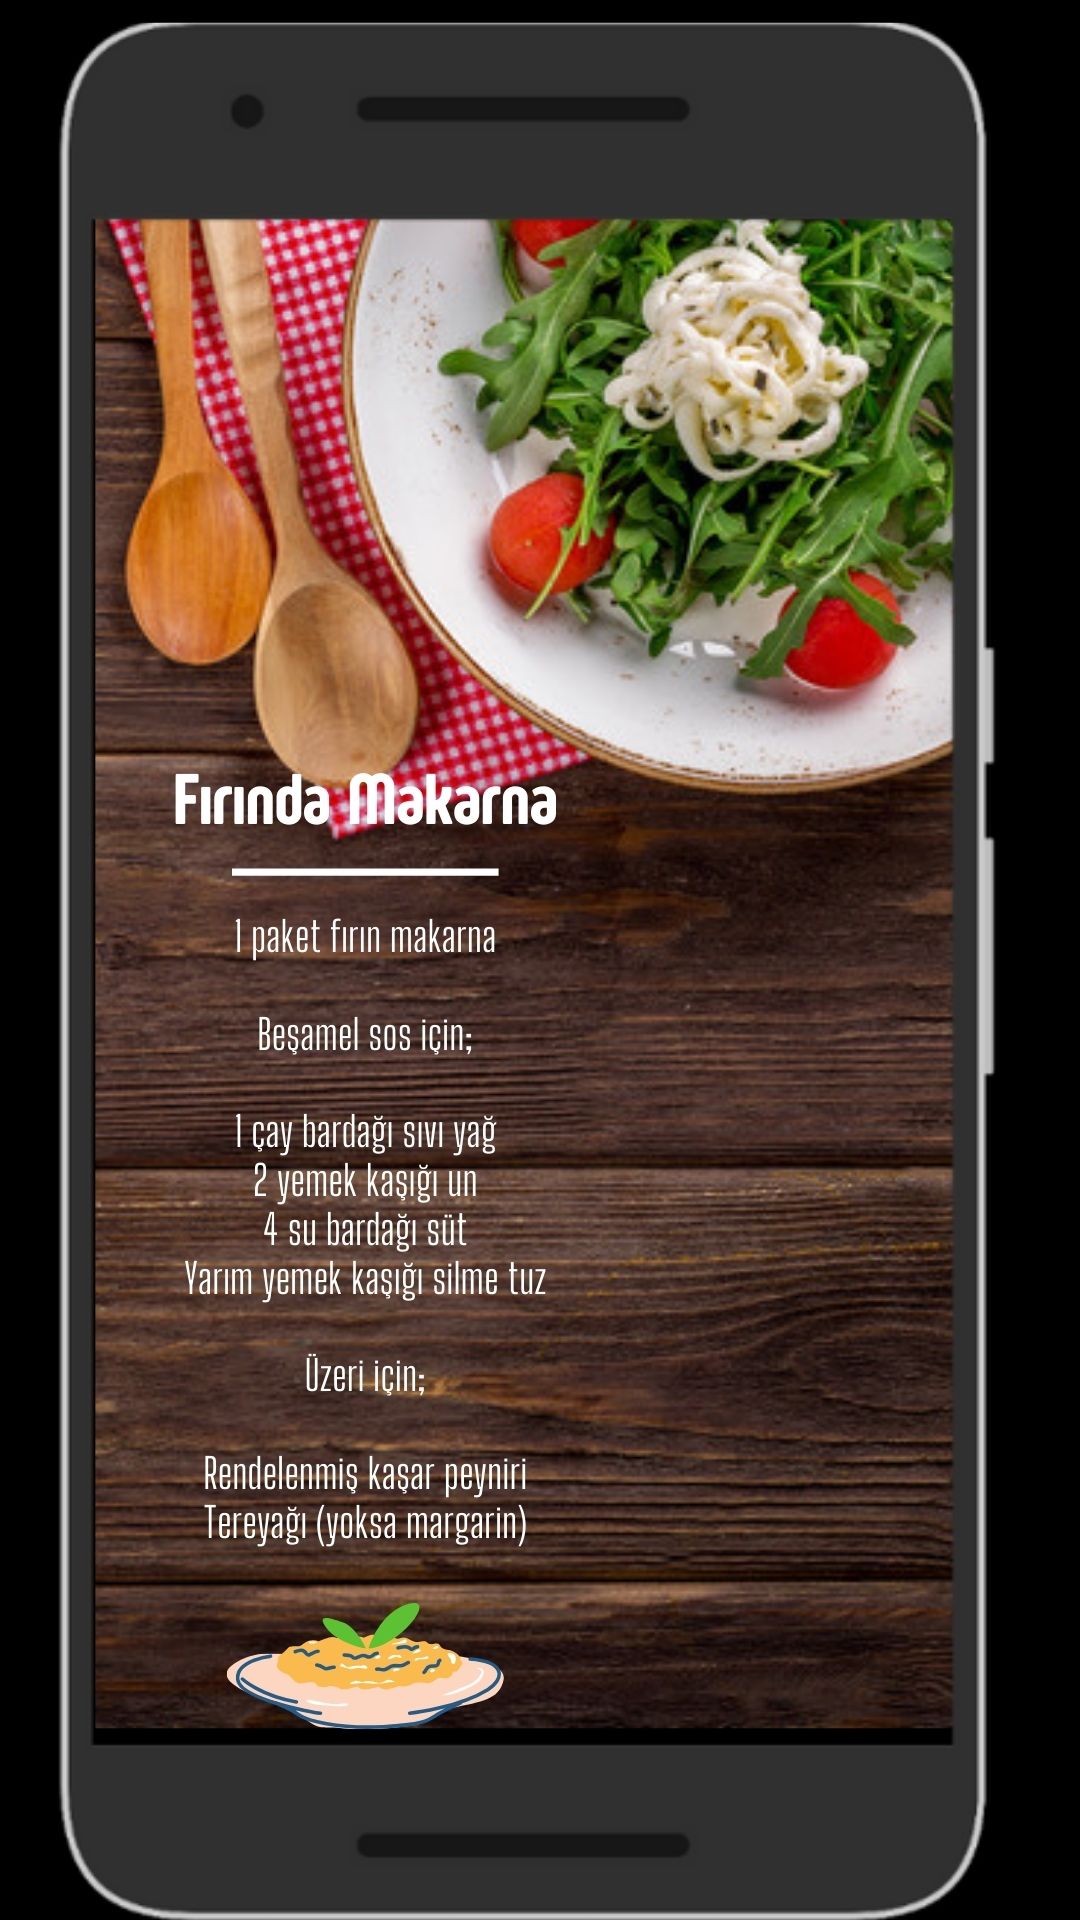 Fırında Makarna
1 paket fırın makarna
Beşamel sos için;
1 çay bardağı sıvı yağ
2 yemek kaşığı un
4 su bardağı süt
Yarım yemek kaşığı silme tuz
Üzeri için;
Rendelenmiş kaşar peyniri
Tereyağı (yoksa margarin)